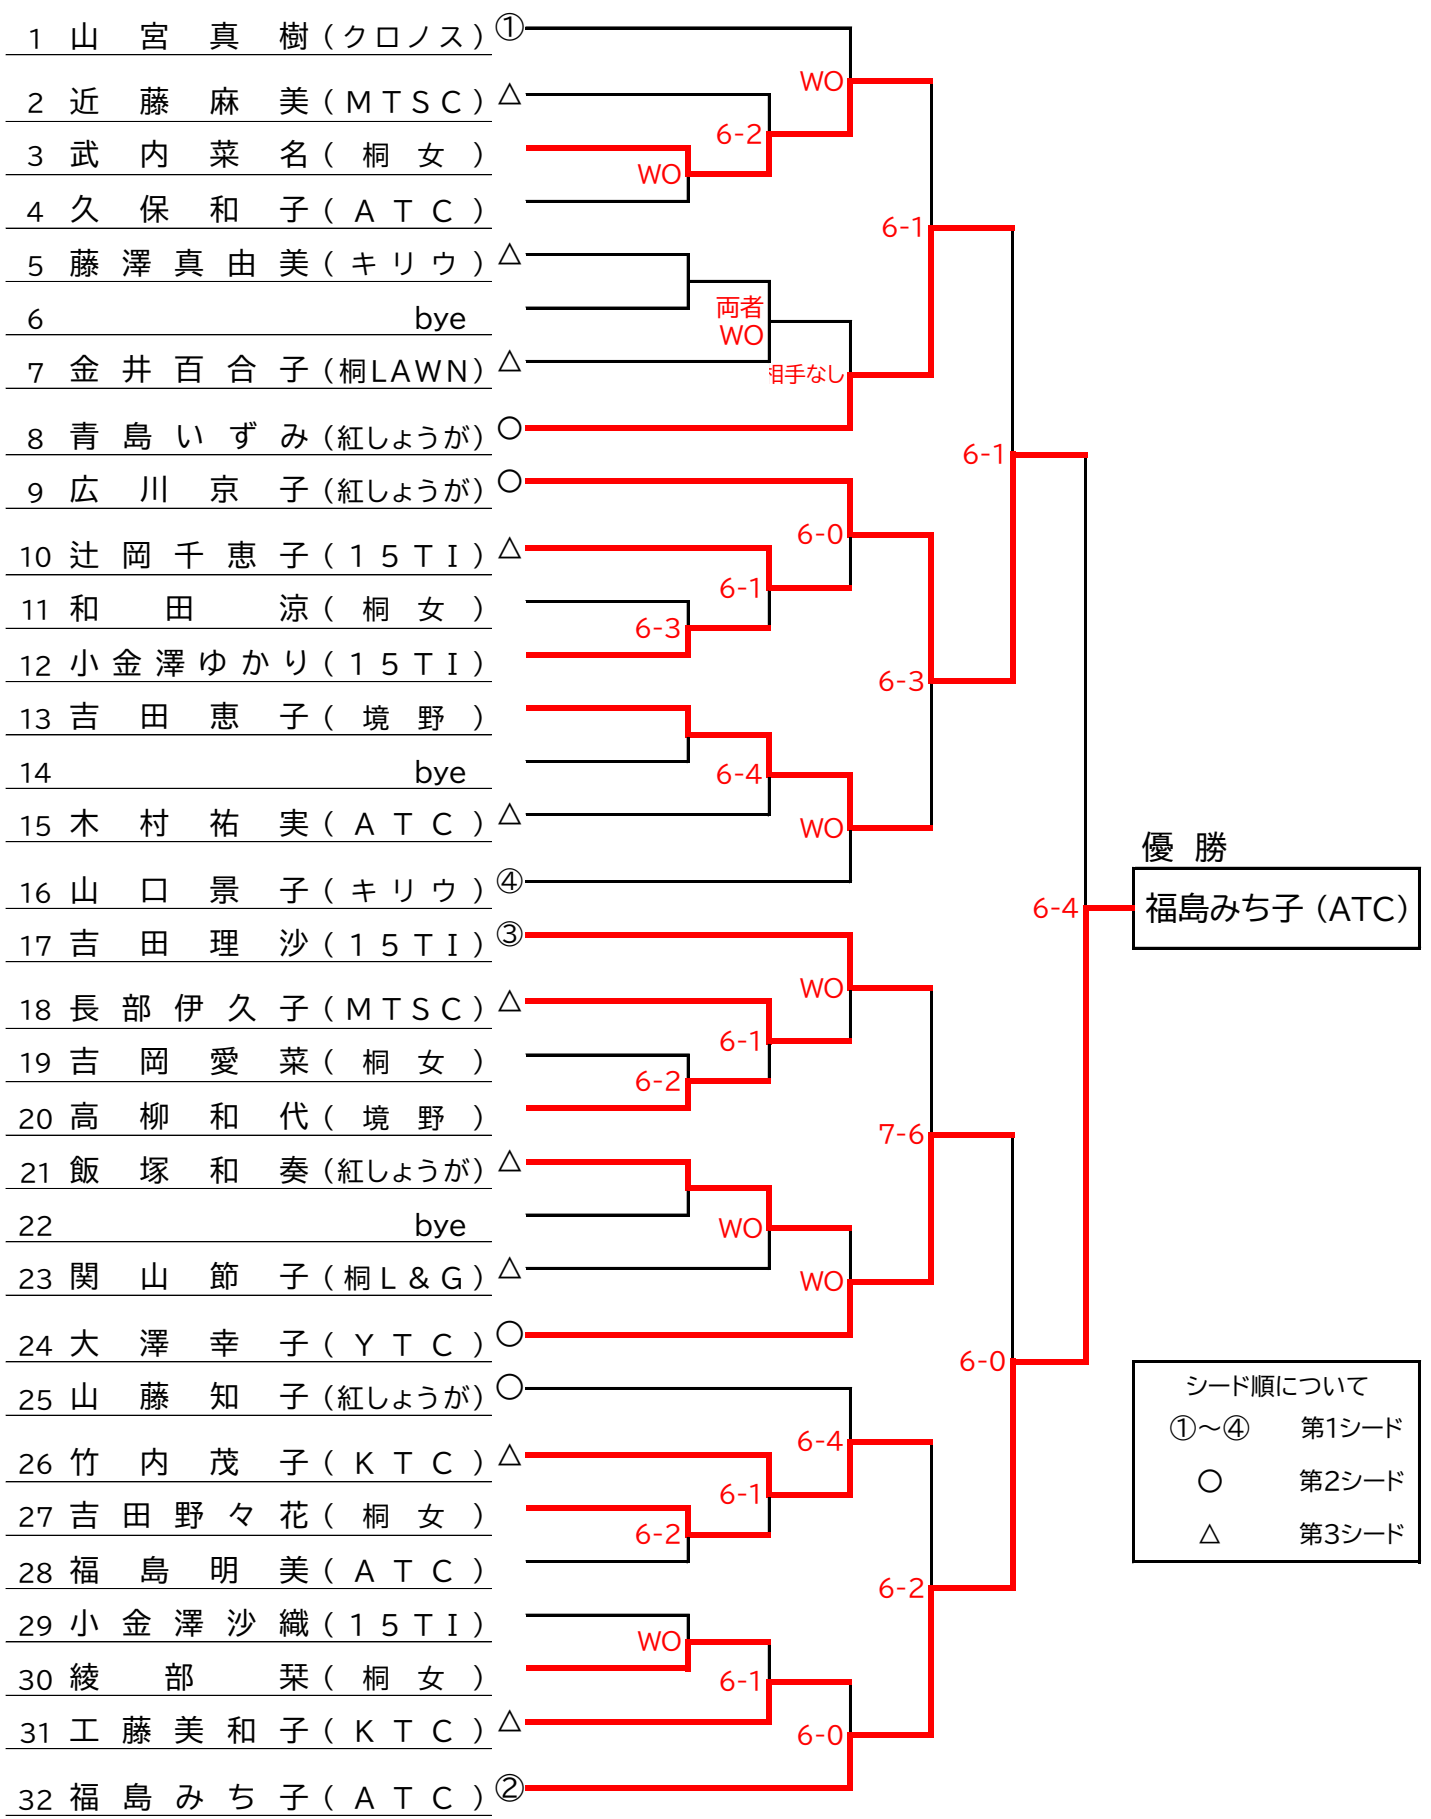 1 山宮真樹 (クロノス) ①
2 近藤麻美 (MTSC) △
3 武内菜名 (桐女)
4 久保和子 (ATC)
5 藤澤真由美 (キリウ) △
6 bye
7 金井百合子 (桐LAWN) △
8 青島いずみ (紅しょうが) ○
9 広川京子 (紅しょうが) ○
10 辻岡千恵子 (15TI) △
11 和田涼 (桐女)
12 小金澤ゆかり (15TI)
13 吉田恵子 (境野)
14 bye
15 木村祐実 (ATC) △
16 山口景子 (キリウ) ④
17 吉田理沙 (15TI) ③
18 長部伊久子 (MTSC) △
19 吉岡愛菜 (桐女)
20 高柳和代 (境野)
21 飯塚和奏 (紅しょうが) △
22 bye
23 関山節子 (桐L&G) △
24 大澤幸子 (YTC) ○
25 山藤知子 (紅しょうが) ○
26 竹内茂子 (KTC) △
27 吉田野々花 (桐女)
28 福島明美 (ATC)
29 小金澤沙織 (15TI)
30 綾部栞 (桐女)
31 工藤美和子 (KTC) △
32 福島みち子 (ATC) ②
WO
6-3
6-2
6-2
WO
6-2
両者
WO
6-1
6-4
6-1
WO
6-1
6-1
WO
相手なし
6-0
WO
WO
WO
6-4
6-0
6-1
6-3
7-6
6-2
6-1
6-0
6-4
優勝
福島みち子 (ATC)
シード順について
①～④ 第1シード
○ 第2シード
△ 第3シード